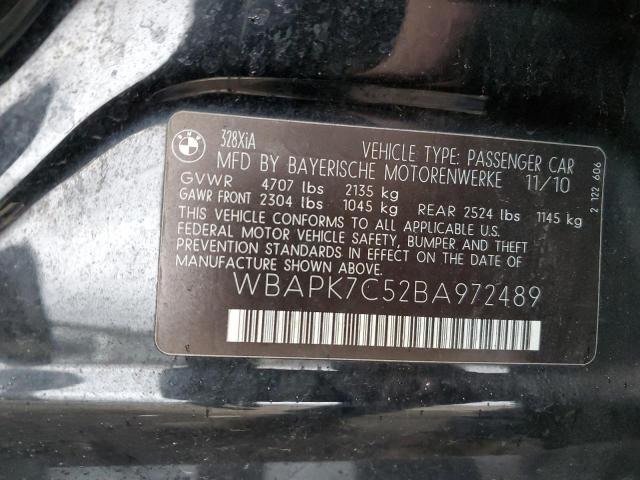 BMW
328XiA
VEHICLE TYPE: PASSENGER CAR
MFD BY BAYERISCHE MOTORENWERKE 11/10
GVWR 4707 lbs 2135 kg
GAWR FRONT 2304 lbs 1045 kg REAR 2524 lbs 1145 kg
THIS VEHICLE CONFORMS TO ALL APPLICABLE U.S.
FEDERAL MOTOR VEHICLE SAFETY, BUMPER AND THEFT
PREVENTION STANDARDS IN EFFECT ON THE DATE OF
MANUFACTURE SHOWN ABOVE.
WBAPK7C52BA972489
2 122 606